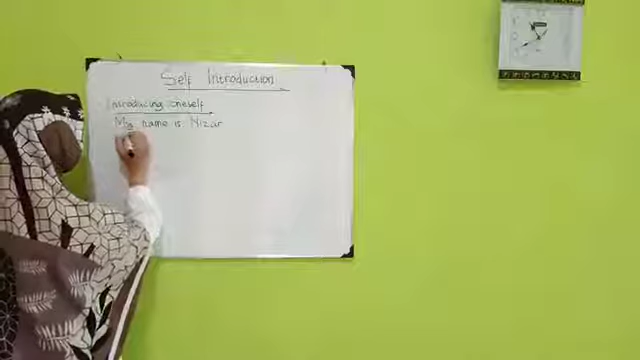 Self Introduction
Introducing Oneself
My name is Nizar